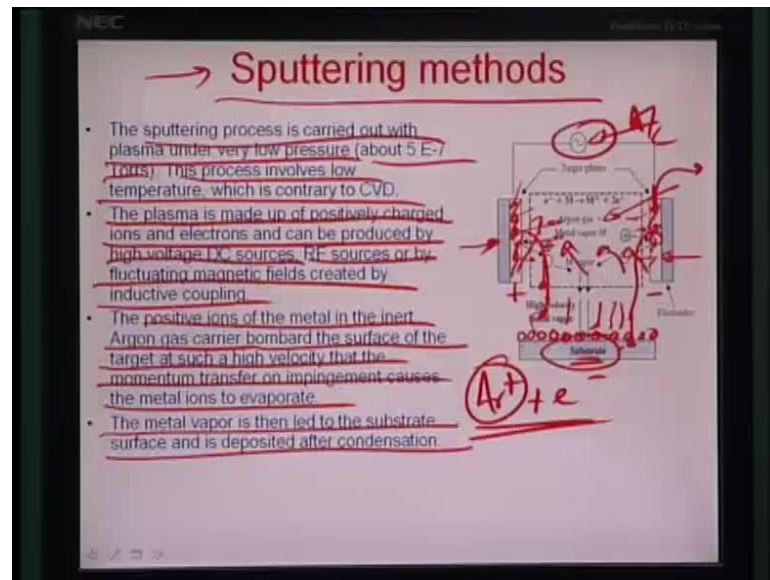 NEC
Sputtering methods
• The sputtering process is carried out with
plasma under very low pressure (about 5 E-7
Torrs). This process involves low
temperature, which is contrary to CVD.
• The plasma is made up of positively charged
ions and electrons and can be produced by
high voltage DC sources, RF sources or by
fluctuating magnetic fields created by
inductive coupling.
• The positive ions of the metal in the inert
Argon gas carrier bombard the surface of the
target at such a high velocity that the
momentum transfer on impingement causes
the metal ions to evaporate.
• The metal vapor is then led to the substrate
surface and is deposited after condensation.
Target plates
Argon gas
Metal vapor M
+
-
Electrodes
Substrate
Ar+ + e